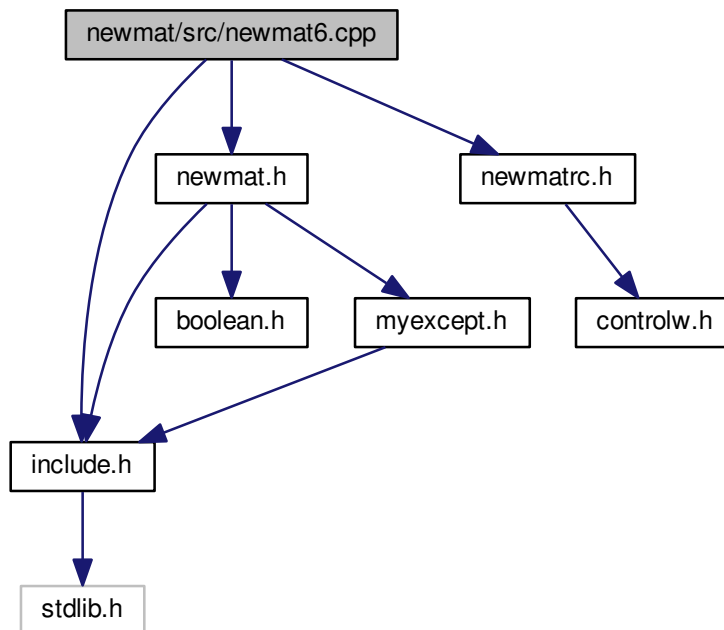 newmat/src/newmat6.cpp
newmat.h
newmatrc.h
boolean.h
myexcept.h
controlw.h
include.h
stdlib.h